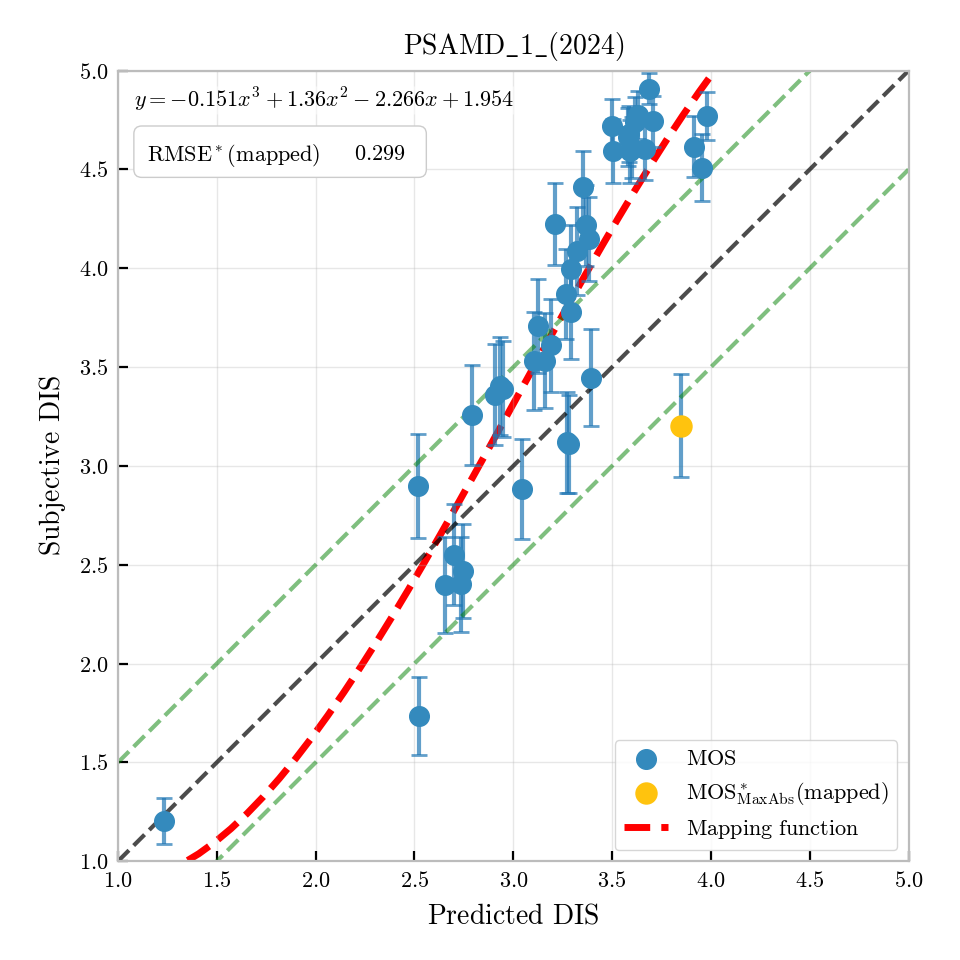 PSAMD_1_(2024)
y = −0.151x³ + 1.36x² − 2.266x + 1.954
RMSE*(mapped) 0.299
5.0
4.5
4.0
3.5
3.0
2.5
2.0
1.5
1.0
Subjective DIS
MOS
MOS*MaxAbs(mapped)
Mapping function
1.0 1.5 2.0 2.5 3.0 3.5 4.0 4.5 5.0
Predicted DIS